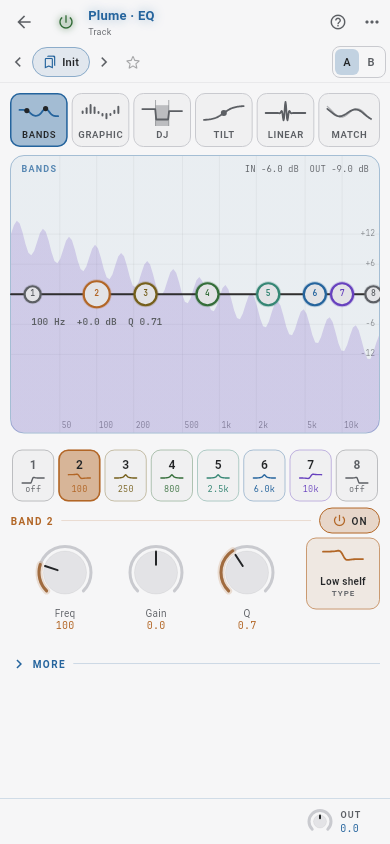 Plume · EQ
Track
Init
A B
BANDS GRAPHIC DJ TILT LINEAR MATCH
BANDS IN -6.0 dB OUT -9.0 dB
+12
+6
1 2 3 4 5 6 7 8
100 Hz +0.0 dB Q 0.71
-6
-12
50 100 200 500 1k 2k 5k 10k
1 2 3 4 5 6 7 8
off 100 250 800 2.5k 6.0k 10k off
BAND 2 ON
Low shelf
TYPE
Freq Gain Q
100 0.0 0.7
MORE
OUT
0.0